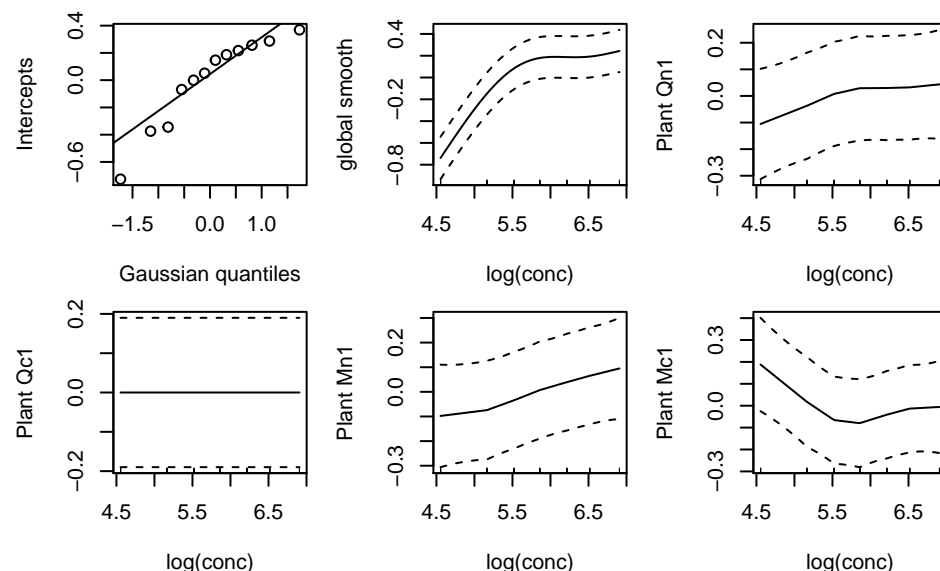 0.4
0.0
−0.6
Intercepts
−1.5 0.0 1.0
Gaussian quantiles
0.4
−0.2
−0.8
global smooth
4.5 5.5 6.5
log(conc)
0.2
0.0
−0.3
Plant Qn1
4.5 5.5 6.5
log(conc)
0.2
0.0
−0.2
Plant Qc1
4.5 5.5 6.5
log(conc)
0.2
0.0
−0.3
Plant Mn1
4.5 5.5 6.5
log(conc)
0.3
0.0
−0.3
Plant Mc1
4.5 5.5 6.5
log(conc)